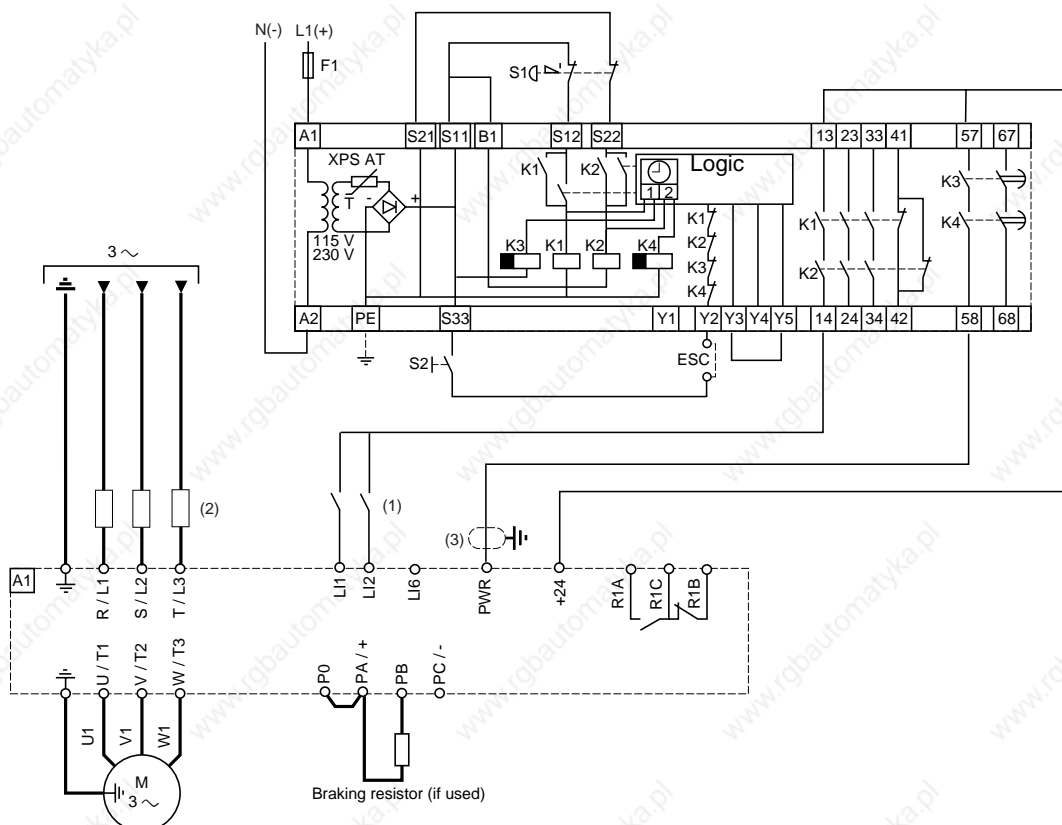 N(-) L1(+)
F1
S1
A1 S21 S11 B1 S12 S22 13 23 33 41 57 67
XPS AT
T
- +
115 V
230 V
K1 K2
Logic
1 2
K3 K1 K2 K4
K1
K2
K3
K4
K1
K2
K3
K4
A2 PE S33 Y1 Y2 Y3 Y4 Y5 14 24 34 42 58 68
S2
ESC
3 ~
(2)
(1)
(3)
A1
R / L1
S / L2
T / L3
LI1
LI2
LI6
PWR
+24
R1A
R1C
R1B
U / T1
V / T2
W / T3
P0
PA / +
PB
PC / -
U1
V1
W1
M
3 ~
Braking resistor (if used)
www.rgbautomatyka.pl